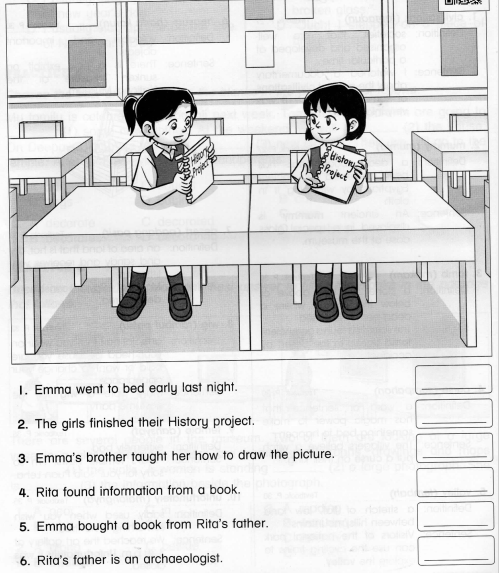 History
Project
History
Project
1. Emma went to bed early last night.
2. The girls finished their History project.
3. Emma's brother taught her how to draw the picture.
4. Rita found information from a book.
5. Emma bought a book from Rita's father.
6. Rita's father is an archaeologist.